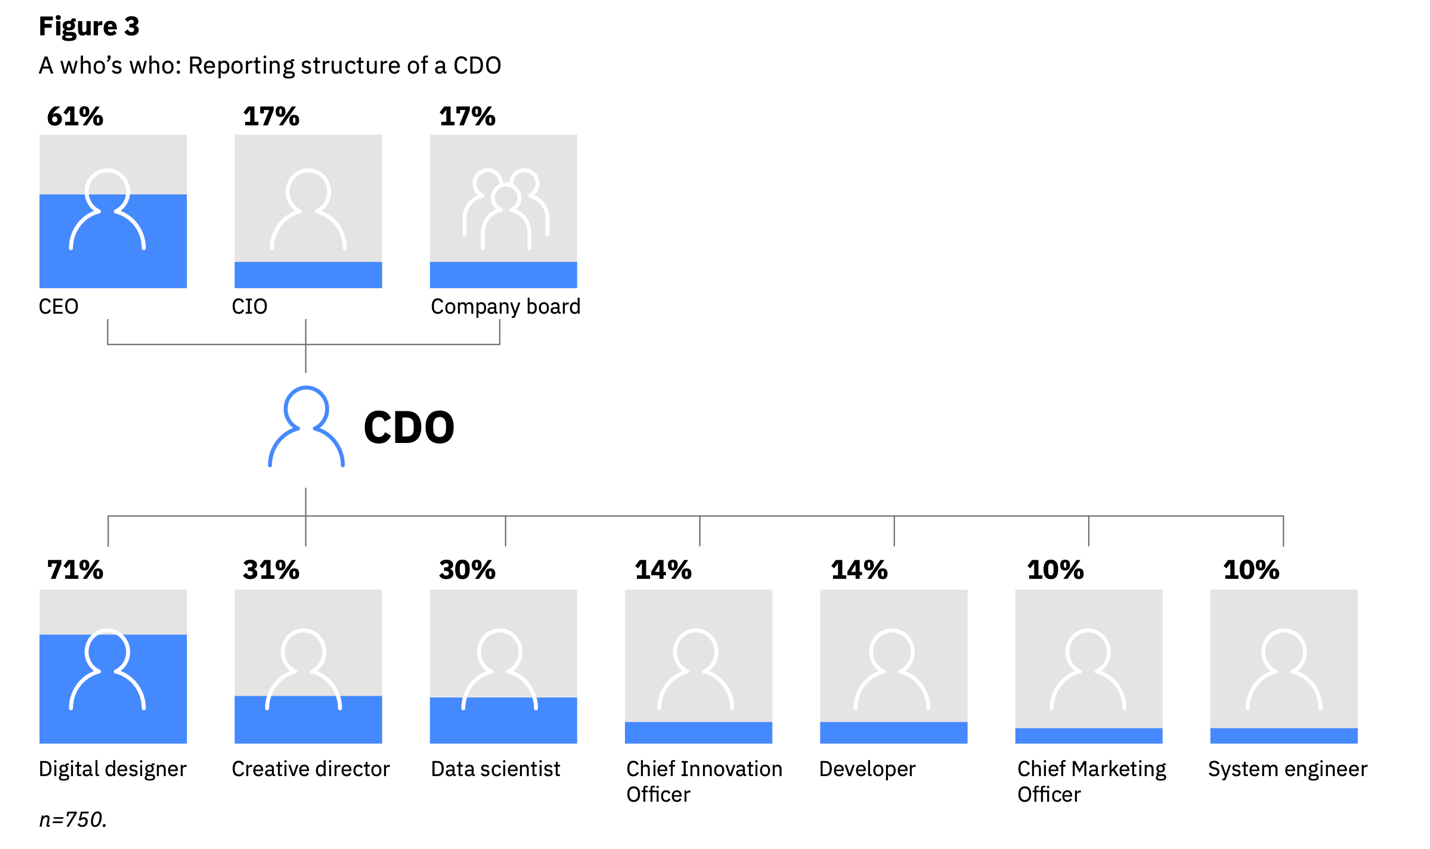 Figure 3
A who’s who: Reporting structure of a CDO
61% 17% 17%
CEO CIO Company board
CDO
71% 31% 30% 14% 14% 10% 10%
Digital designer Creative director Data scientist Chief Innovation Developer Chief Marketing System engineer
Officer Officer
n=750.